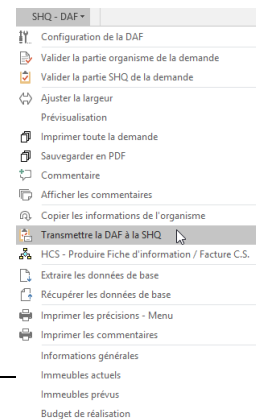 SHQ - DAF
Configuration de la DAF
Valider la partie organisme de la demande
Valider la partie SHQ de la demande
Ajuster la largeur
Prévisualisation
Imprimer toute la demande
Sauvegarder en PDF
Commentaire
Afficher les commentaires
Copier les informations de l'organisme
Transmettre la DAF à la SHQ
HCS - Produire Fiche d'information / Facture C.S.
Extraire les données de base
Récupérer les données de base
Imprimer les précisions - Menu
Imprimer les commentaires
Informations générales
Immeubles actuels
Immeubles prévus
Budget de réalisation